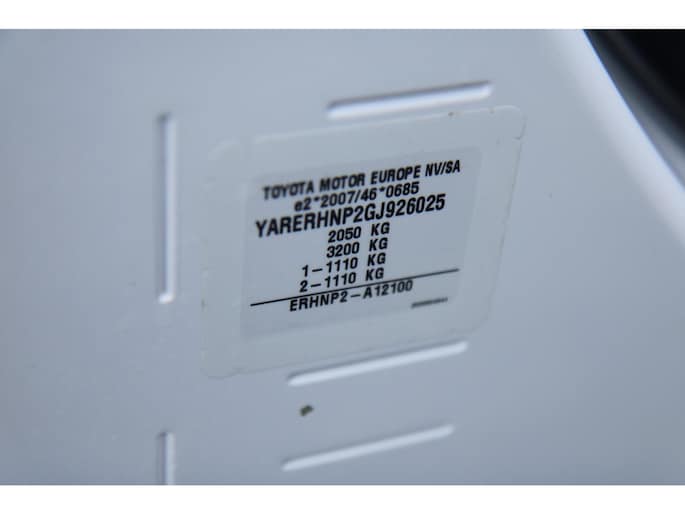 TOYOTA MOTOR EUROPE NV/SA
e2*2007/46*0685
YARERHNP2GJ926025
2050 KG
3200 KG
1-1110 KG
2-1110 KG
ERHNP2-A12100